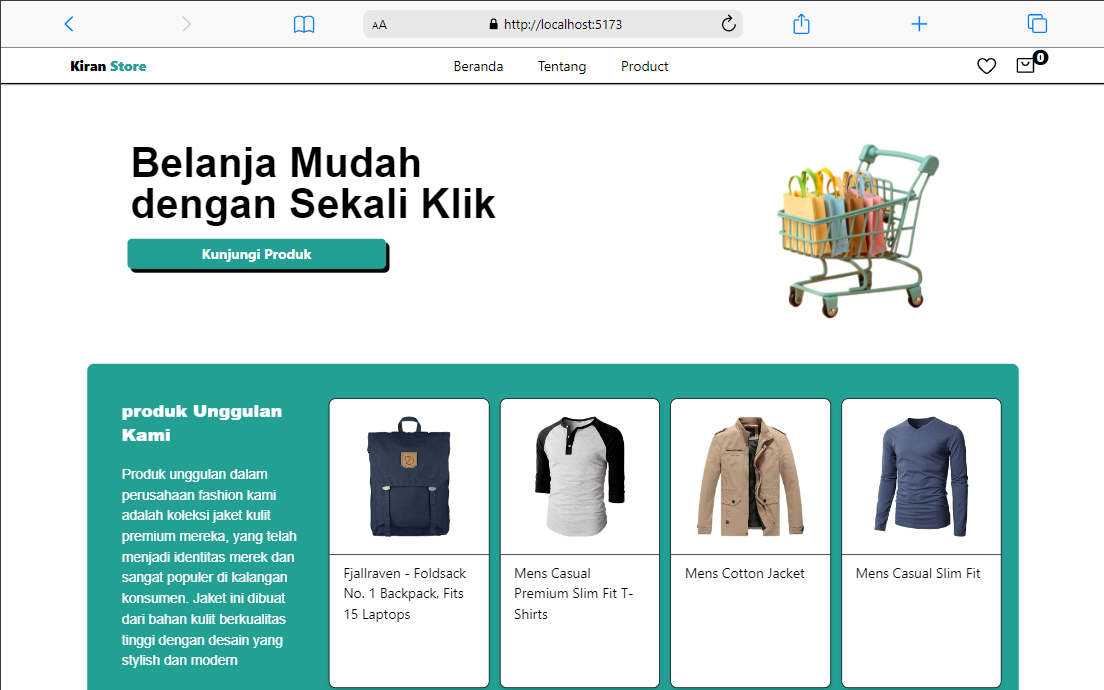 AA http://localhost:5173
Kiran Store Beranda Tentang Product 0
Belanja Mudah
dengan Sekali Klik
Kunjungi Produk
produk Unggulan
Kami
Produk unggulan dalam
perusahaan fashion kami
adalah koleksi jaket kulit
premium mereka, yang telah
menjadi identitas merek dan
sangat populer di kalangan
konsumen. Jaket ini dibuat
dari bahan kulit berkualitas
tinggi dengan desain yang
stylish dan modern
Fjallraven - Foldsack
No. 1 Backpack, Fits
15 Laptops
Mens Casual
Premium Slim Fit T-
Shirts
Mens Cotton Jacket
Mens Casual Slim Fit